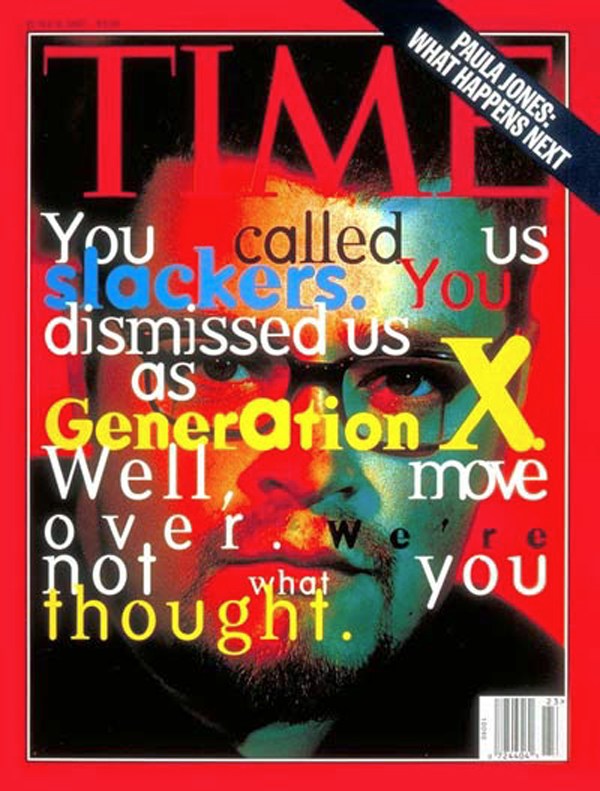 TIME
PAULA JONES:
WHAT HAPPENS NEXT
You called us
slackers. You
dismissed us
as
Generation X.
Well, move
over. We're
not what you
thought.
23>